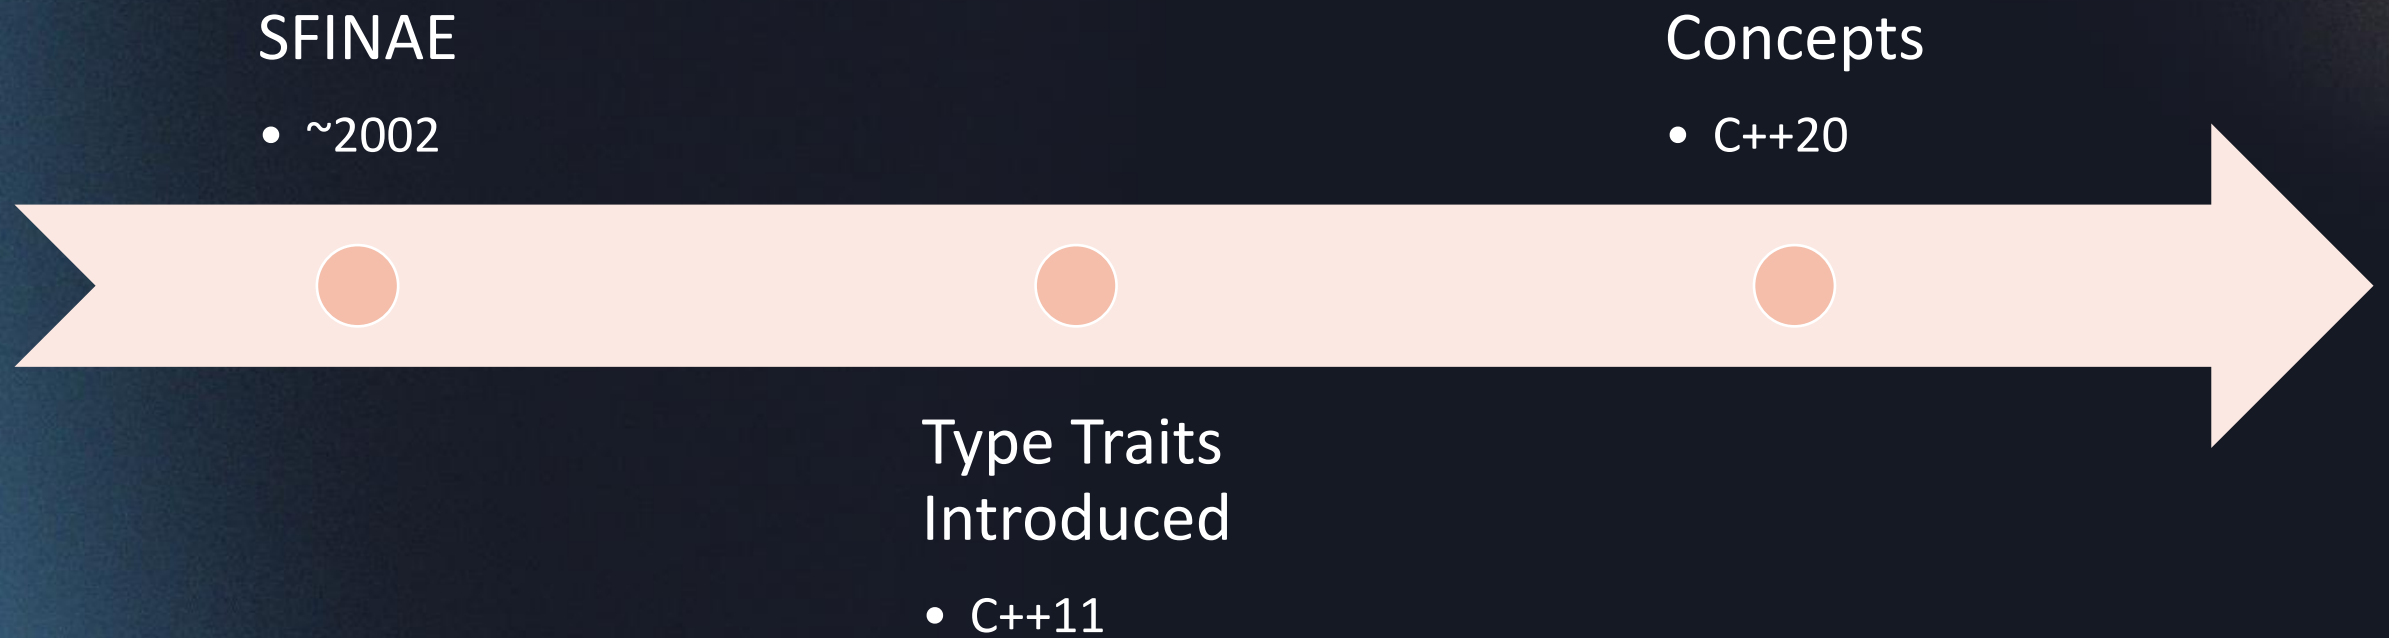 SFINAE
• ~2002
Type Traits
Introduced
• C++11
Concepts
• C++20